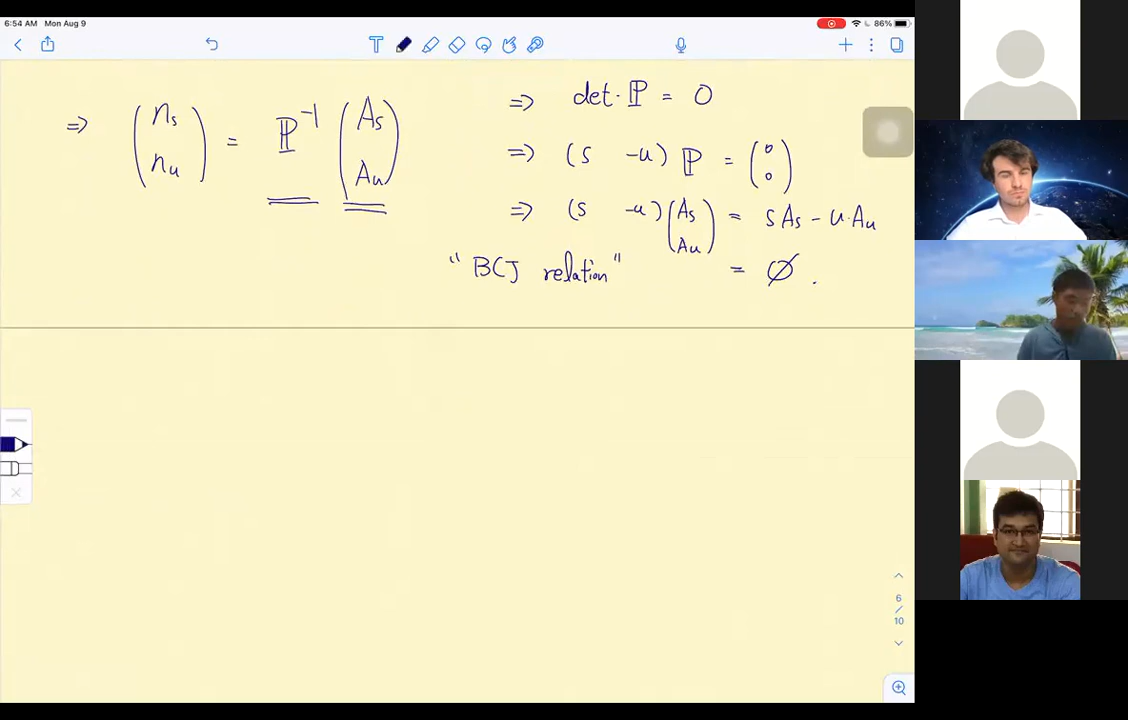 6:54 AM Mon Aug 9
86%
T
⇒ (n_s n_u) = ℙ^{-1} (A_s A_u)
⇒ det·ℙ = 0
⇒ (s -u) ℙ = (0 0)
⇒ (s -u) (A_s A_u) = s A_s - u·A_u
"BCJ relation" = ∅ .
6
/
10